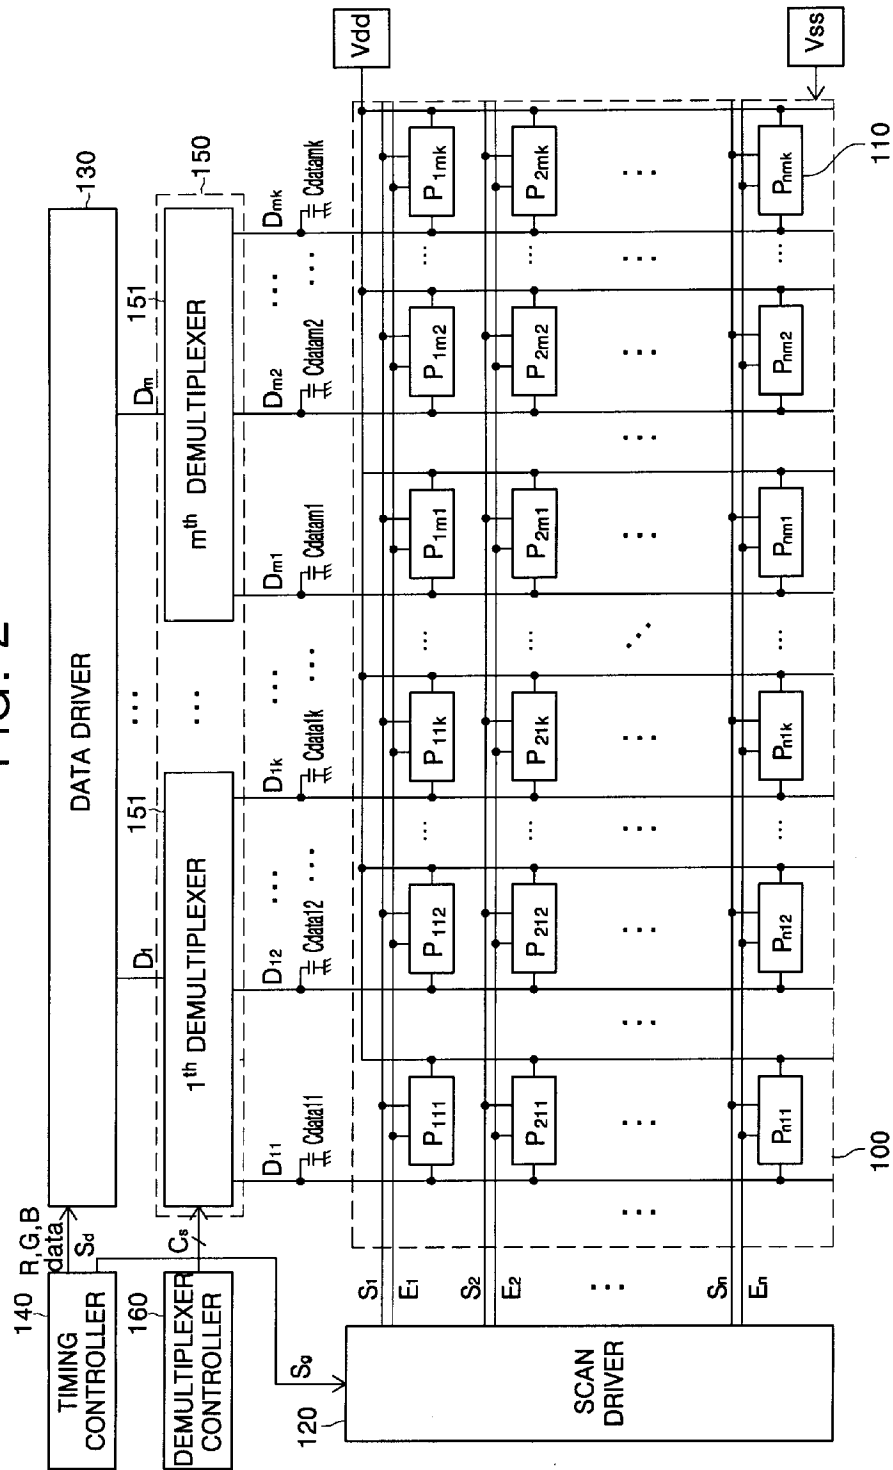 FIG. 2
140
TIMING
CONTROLLER
R,G,B
data
Sd
DATA DRIVER
130
160
DEMULTIPLEXER
CONTROLLER
Cs
D1
...
Dm
151
1th DEMULTIPLEXER
...
151
mth DEMULTIPLEXER
150
D11
D12
...
D1k
...
Dm1
Dm2
...
Dmk
Cdata11
Cdata12
...
Cdata1k
...
Cdatam1
Cdatam2
...
Cdatamk
Vdd
Sg
120
SCAN
DRIVER
S1
E1
P111
P112
...
P11k
...
P1m1
P1m2
...
P1mk
S2
E2
P211
P212
...
P21k
...
P2m1
P2m2
...
P2mk
...
Sn
En
Pn11
Pn12
...
Pn1k
...
Pnm1
Pnm2
...
Pnmk
Vss
100
110